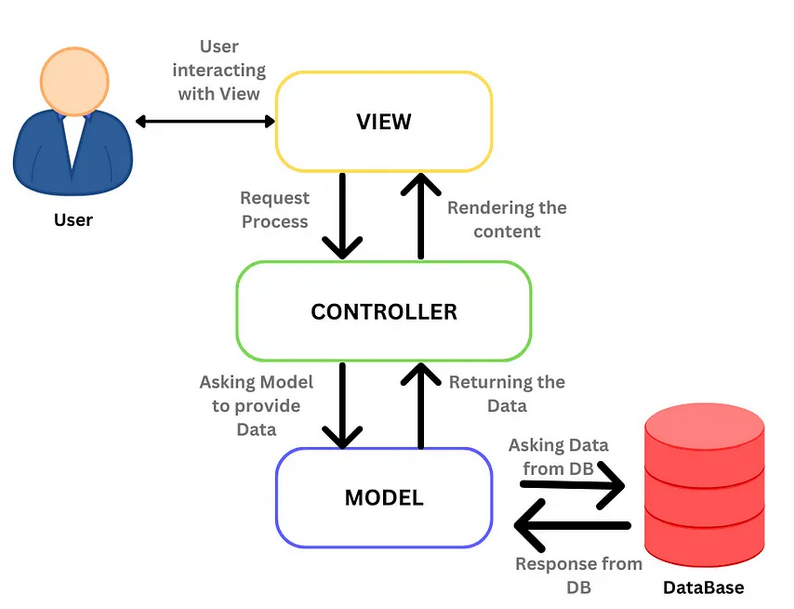 User
interacting
with View
VIEW
User
Request
Process
Rendering the
content
CONTROLLER
Asking Model
to provide
Data
Returning the
Data
MODEL
Asking Data
from DB
Response from
DB
DataBase